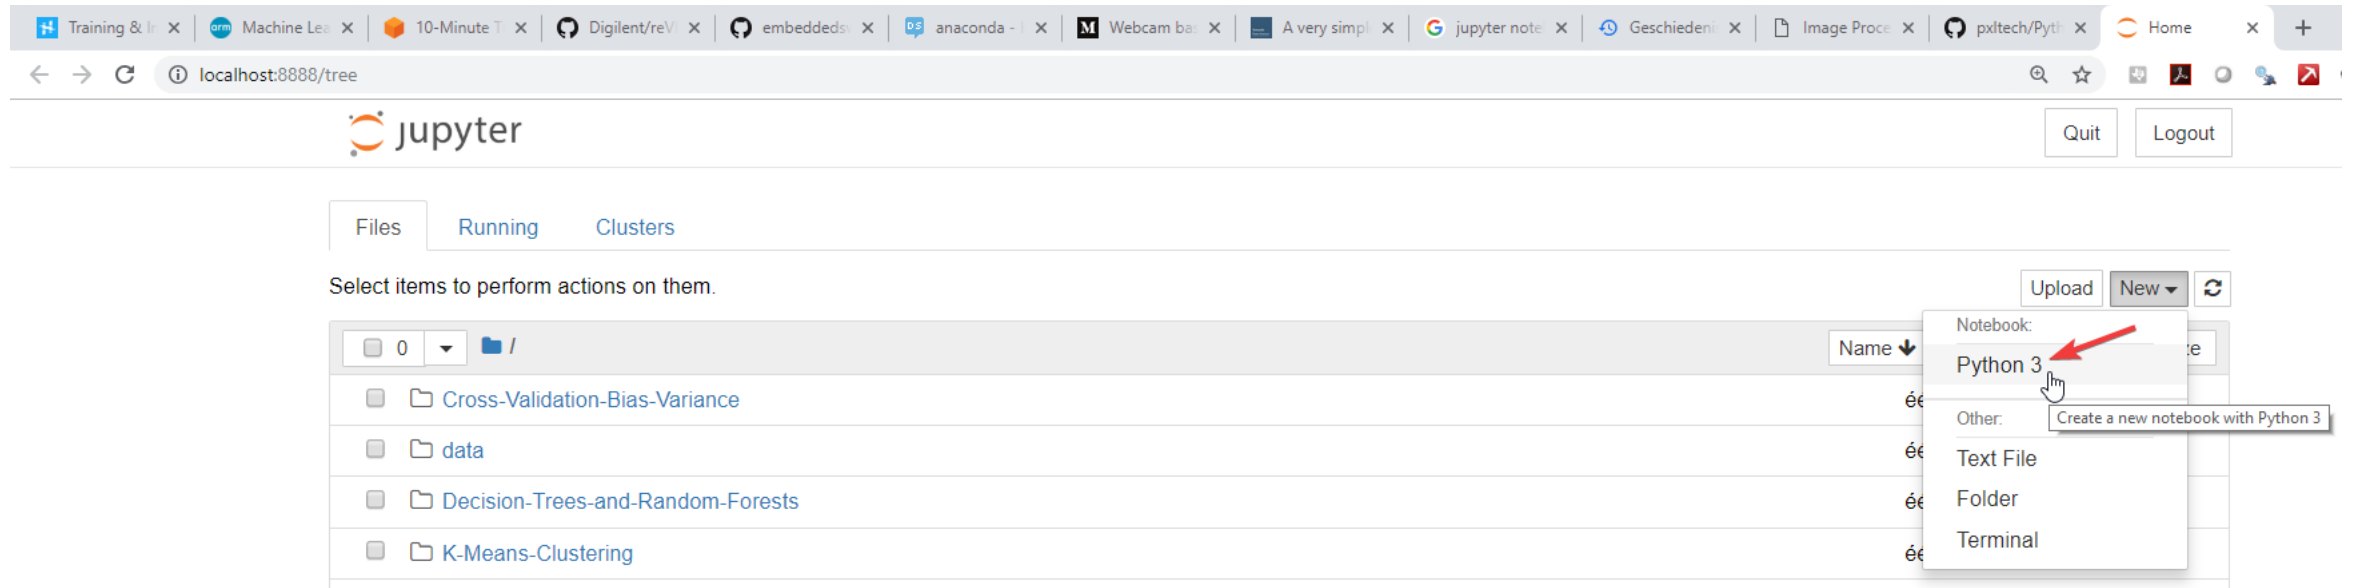 Training & I
Machine Lea
10-Minute T
Digilent/reVI
embeddedsw
anaconda -
Webcam bas
A very simpl
jupyter note
Geschiedeni
Image Proce
pxltech/Pyth
Home
localhost:8888/tree
jupyter
Quit
Logout
Files
Running
Clusters
Select items to perform actions on them.
Upload
New
0
/
Name
Notebook:
Python 3
Create a new notebook with Python 3
Other:
Text File
Folder
Terminal
Cross-Validation-Bias-Variance
data
Decision-Trees-and-Random-Forests
K-Means-Clustering